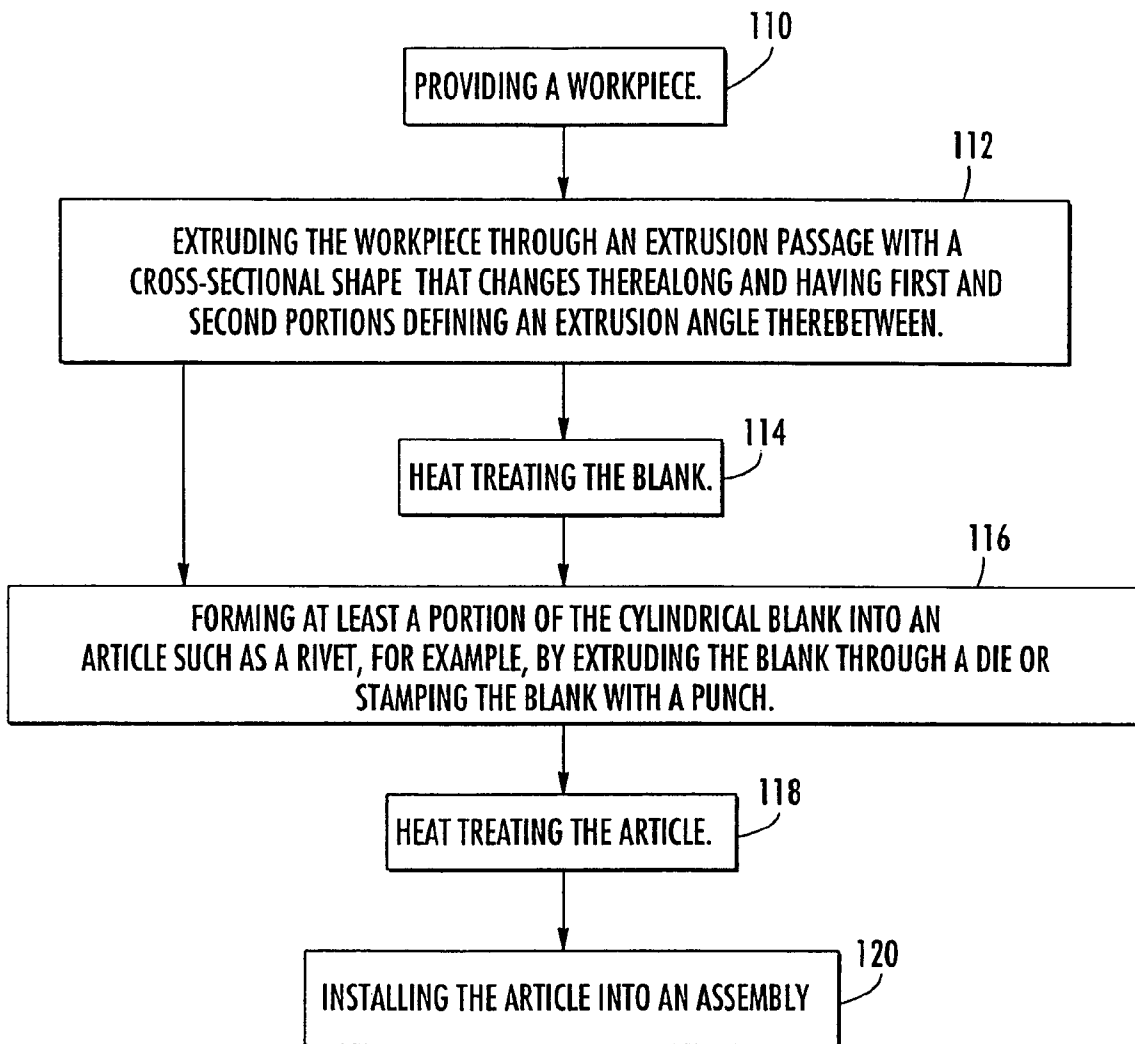 110
PROVIDING A WORKPIECE.
112
EXTRUDING THE WORKPIECE THROUGH AN EXTRUSION PASSAGE WITH A
CROSS-SECTIONAL SHAPE THAT CHANGES THEREALONG AND HAVING FIRST AND
SECOND PORTIONS DEFINING AN EXTRUSION ANGLE THEREBETWEEN.
114
HEAT TREATING THE BLANK.
116
FORMING AT LEAST A PORTION OF THE CYLINDRICAL BLANK INTO AN
ARTICLE SUCH AS A RIVET, FOR EXAMPLE, BY EXTRUDING THE BLANK THROUGH A DIE OR
STAMPING THE BLANK WITH A PUNCH.
118
HEAT TREATING THE ARTICLE.
120
INSTALLING THE ARTICLE INTO AN ASSEMBLY